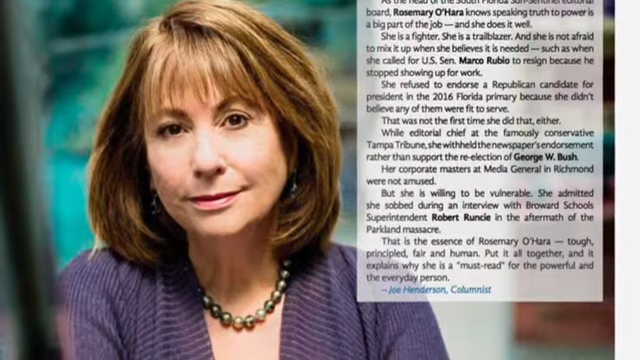 As the head of the South Florida Sun-Sentinel editorial
board, Rosemary O'Hara knows speaking truth to power is
a big part of the job — and she does it well.
She is a fighter. She is a trailblazer. And she is not afraid
to mix it up when she believes it is needed — such as when
she called for U.S. Sen. Marco Rubio to resign because he
stopped showing up for work.
She refused to endorse a Republican candidate for
president in the 2016 Florida primary because she didn't
believe any of them were fit to serve.
That was not the first time she did that, either.
While editorial chief at the famously conservative
Tampa Tribune, she withheld the newspaper's endorsement
rather than support the re-election of George W. Bush.
Her corporate masters at Media General in Richmond
were not amused.
But she is willing to be vulnerable. She admitted
she sobbed during an interview with Broward Schools
Superintendent Robert Runcie in the aftermath of the
Parkland massacre.
That is the essence of Rosemary O'Hara — tough,
principled, fair and human. Put it all together, and it
explains why she is a "must-read" for the powerful and
the everyday person.
– Joe Henderson, Columnist